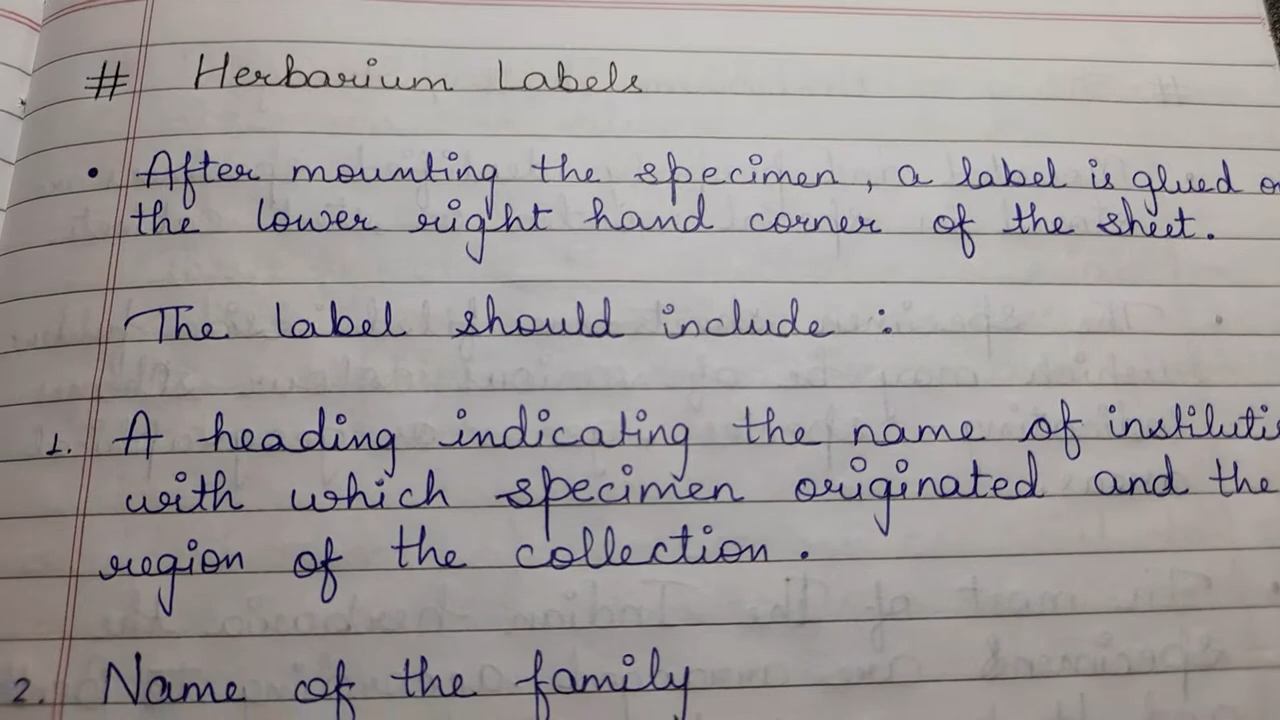 # Herbarium Labels
• After mounting the specimen, a label is glued on
the lower right hand corner of the sheet.
The label should include :
1. A heading indicating the name of instituti
with which specimen originated and the
region of the collection.
2. Name of the family